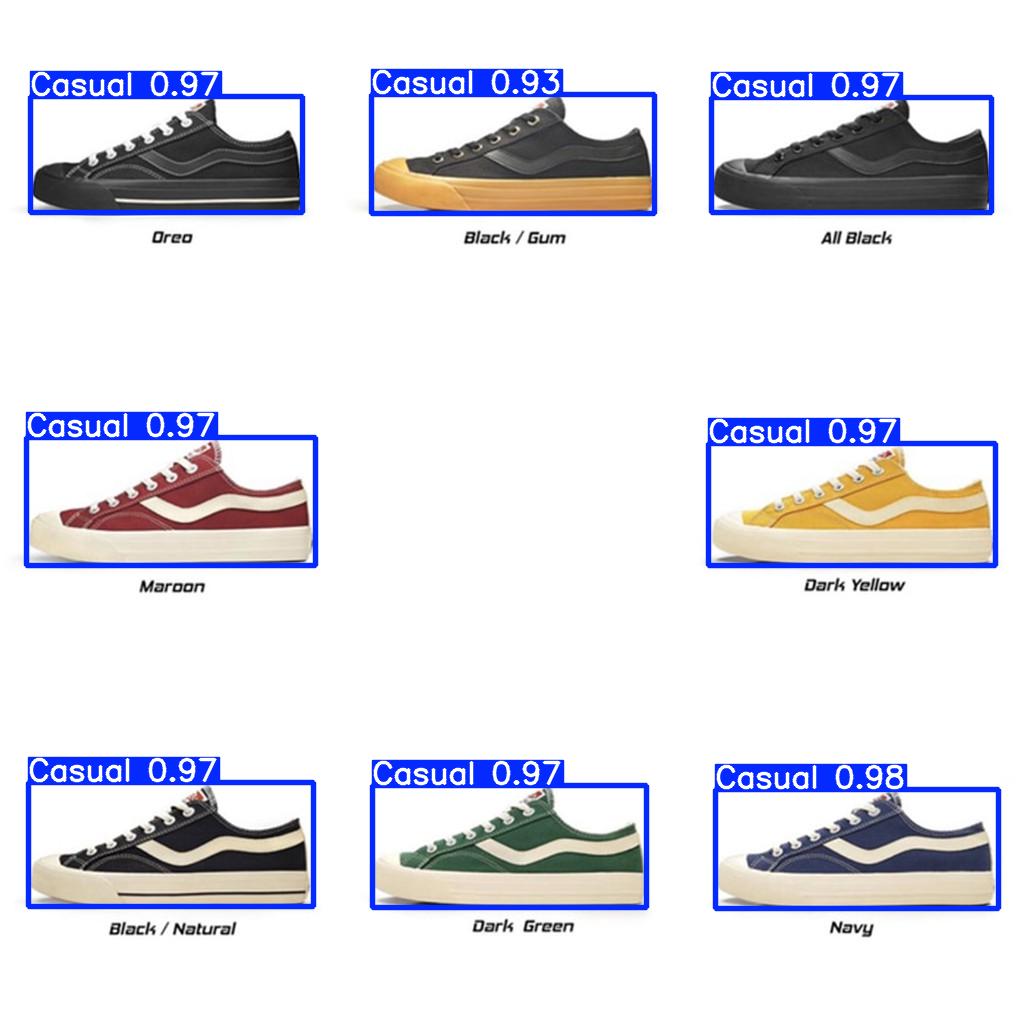 Casual 0.97
Casual 0.93
Casual 0.97
Oreo
Black / Gum
All Black
Casual 0.97
Casual 0.97
Maroon
Dark Yellow
Casual 0.97
Casual 0.97
Casual 0.98
Black / Natural
Dark Green
Navy